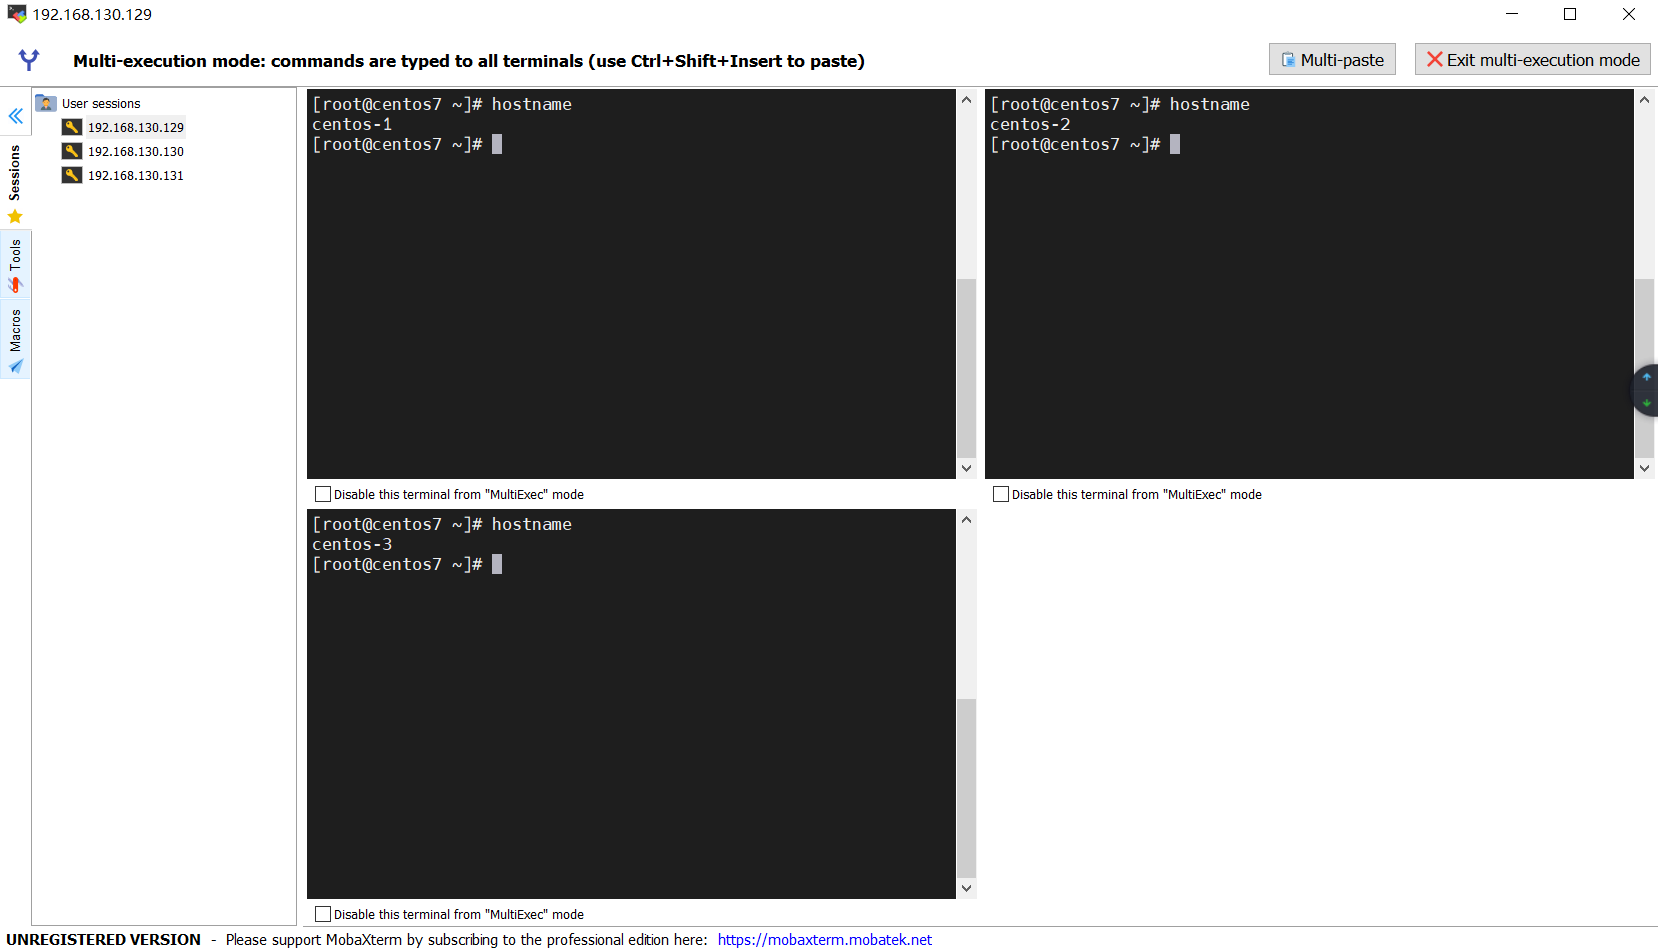 192.168.130.129
Multi-execution mode: commands are typed to all terminals (use Ctrl+Shift+Insert to paste)
Multi-paste
Exit multi-execution mode
Sessions
Tools
Macros
User sessions
192.168.130.129
192.168.130.130
192.168.130.131
[root@centos7 ~]# hostname
centos-1
[root@centos7 ~]#
Disable this terminal from "MultiExec" mode
[root@centos7 ~]# hostname
centos-2
[root@centos7 ~]#
Disable this terminal from "MultiExec" mode
[root@centos7 ~]# hostname
centos-3
[root@centos7 ~]#
Disable this terminal from "MultiExec" mode
UNREGISTERED VERSION - Please support MobaXterm by subscribing to the professional edition here: https://mobaxterm.mobatek.net